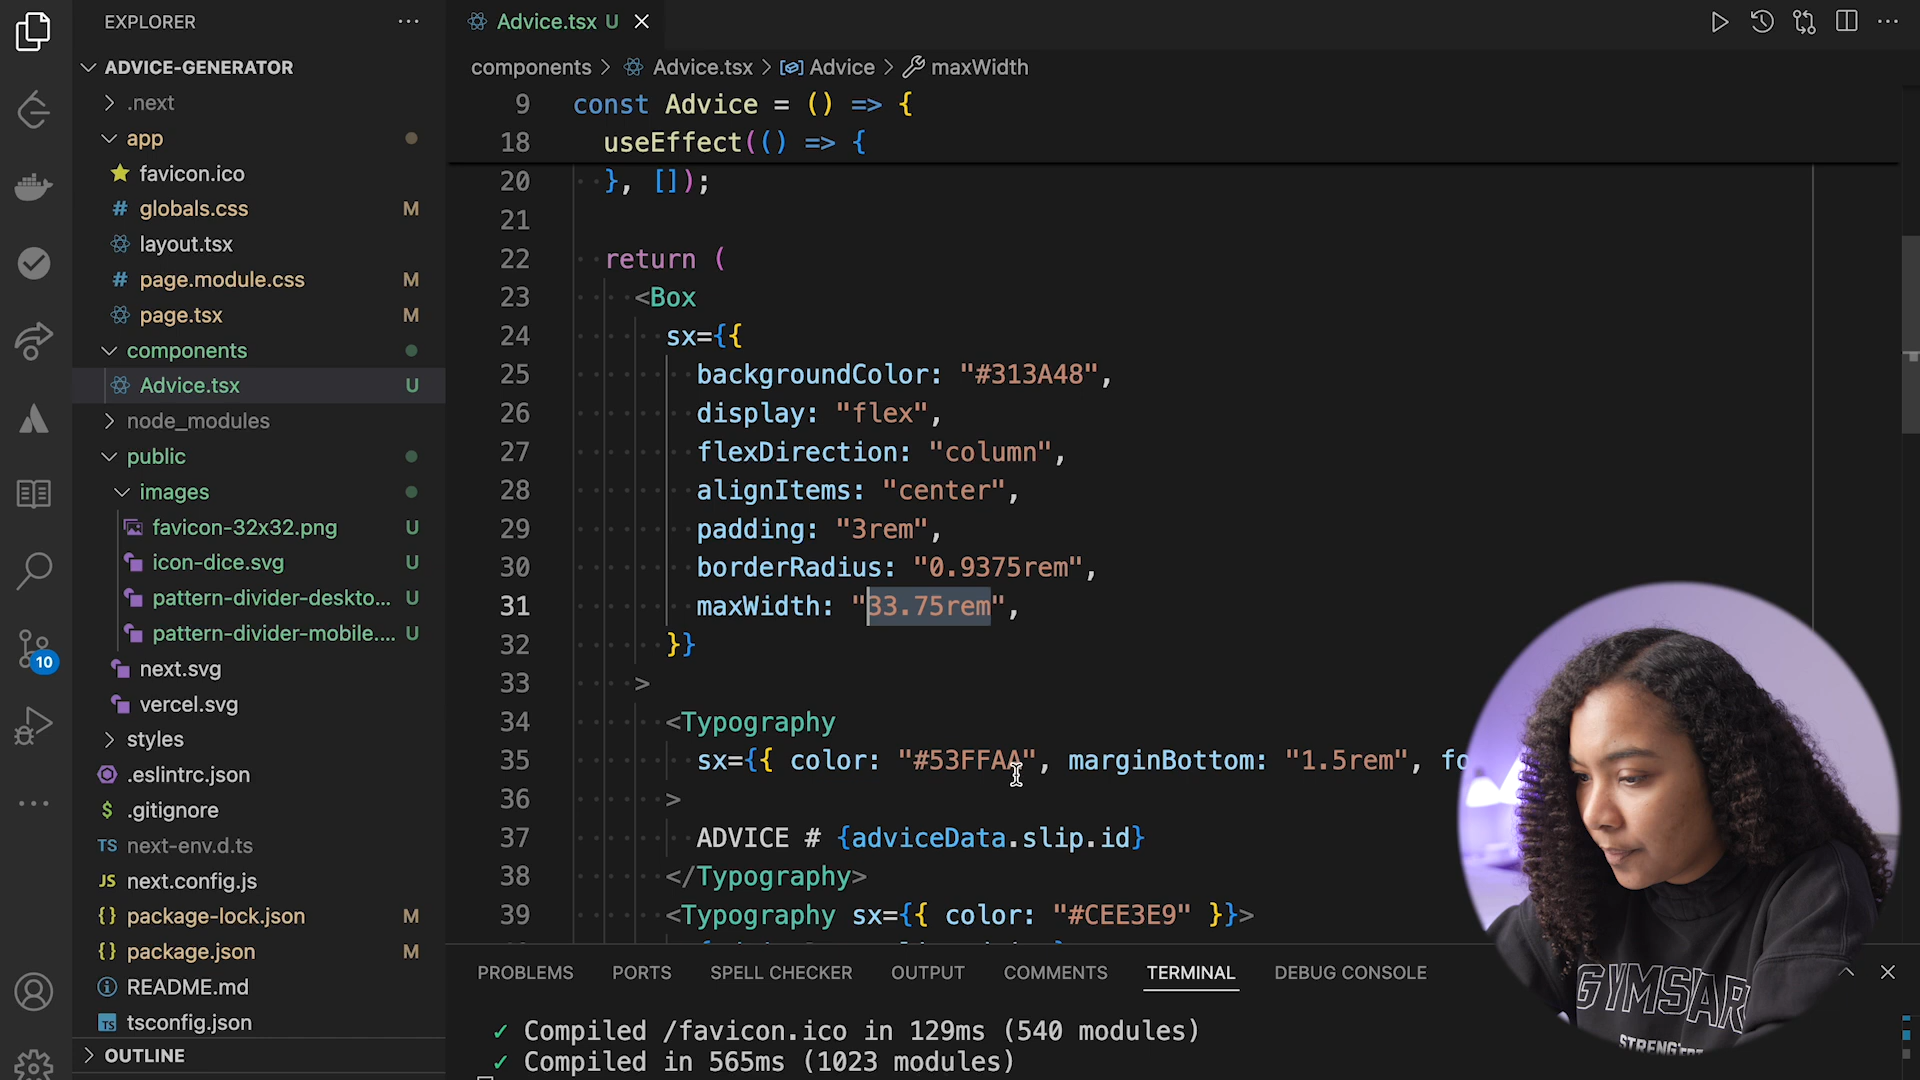 EXPLORER
ADVICE-GENERATOR
.next
app
favicon.ico
globals.css M
layout.tsx
page.module.css M
page.tsx M
components
Advice.tsx U
node_modules
public
images
favicon-32x32.png U
icon-dice.svg U
pattern-divider-deskto... U
pattern-divider-mobile.... U
next.svg
vercel.svg
styles
.eslintrc.json
$ .gitignore
TS next-env.d.ts
JS next.config.js
{} package-lock.json M
{} package.json M
README.md
TS tsconfig.json
OUTLINE
10
Advice.tsx U
components > Advice.tsx > Advice > maxWidth
9 const Advice = () => {
18 useEffect(() => {
20 }, []);
21
22 return (
23 <Box
24 sx={{
25 backgroundColor: "#313A48",
26 display: "flex",
27 flexDirection: "column",
28 alignItems: "center",
29 padding: "3rem",
30 borderRadius: "0.9375rem",
31 maxWidth: "33.75rem",
32 }}
33 >
34 <Typography
35 sx={{ color: "#53FFAA", marginBottom: "1.5rem", fo
36 >
37 ADVICE # {adviceData.slip.id}
38 </Typography>
39 <Typography sx={{ color: "#CEE3E9" }}>
PROBLEMS PORTS SPELL CHECKER OUTPUT COMMENTS TERMINAL DEBUG CONSOLE
✓ Compiled /favicon.ico in 129ms (540 modules)
✓ Compiled in 565ms (1023 modules)
GYMSHAR